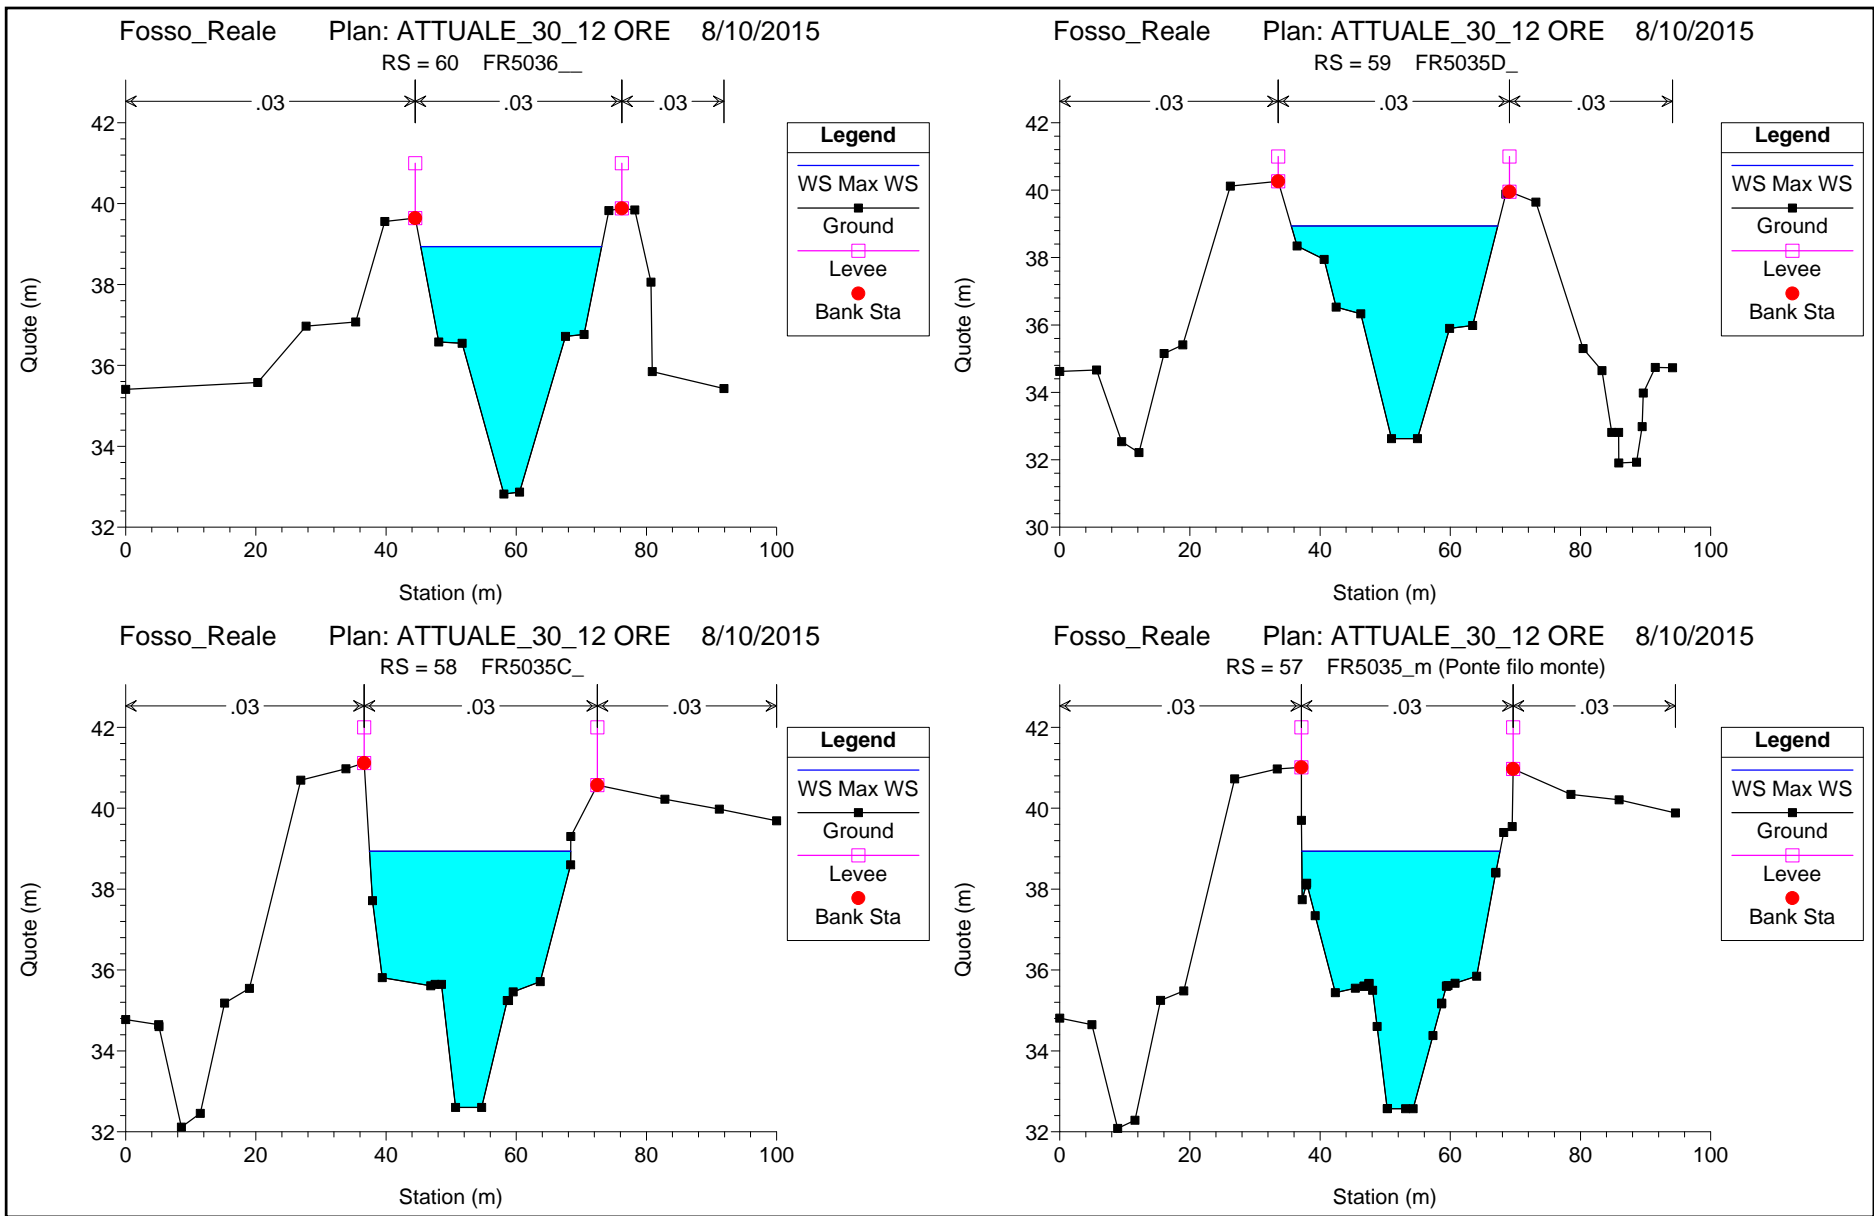 Fosso_Reale Plan: ATTUALE_30_12 ORE 8/10/2015
RS = 60 FR5036__
.03 .03 .03
42
40
38
36
34
32
0 20 40 60 80 100
Quote (m)
Station (m)
Legend
WS Max WS
Ground
Levee
Bank Sta
Fosso_Reale Plan: ATTUALE_30_12 ORE 8/10/2015
RS = 59 FR5035D_
.03 .03 .03
42
40
38
36
34
32
30
0 20 40 60 80 100
Quote (m)
Station (m)
Legend
WS Max WS
Ground
Levee
Bank Sta
Fosso_Reale Plan: ATTUALE_30_12 ORE 8/10/2015
RS = 58 FR5035C_
.03 .03 .03
42
40
38
36
34
32
0 20 40 60 80 100
Quote (m)
Station (m)
Legend
WS Max WS
Ground
Levee
Bank Sta
Fosso_Reale Plan: ATTUALE_30_12 ORE 8/10/2015
RS = 57 FR5035_m (Ponte filo monte)
.03 .03 .03
42
40
38
36
34
32
0 20 40 60 80 100
Quote (m)
Station (m)
Legend
WS Max WS
Ground
Levee
Bank Sta